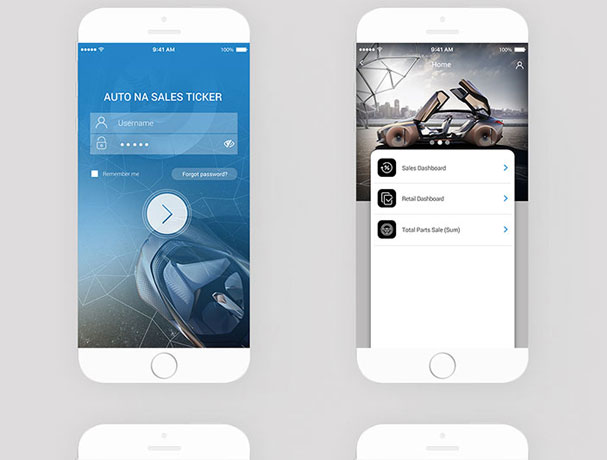 9:41 AM
100%
AUTO NA SALES TICKER
Username
Remember me
Forgot password?
9:41 AM
100%
Home
Sales Dashboard
Retail Dashboard
Total Parts Sale (Sum)